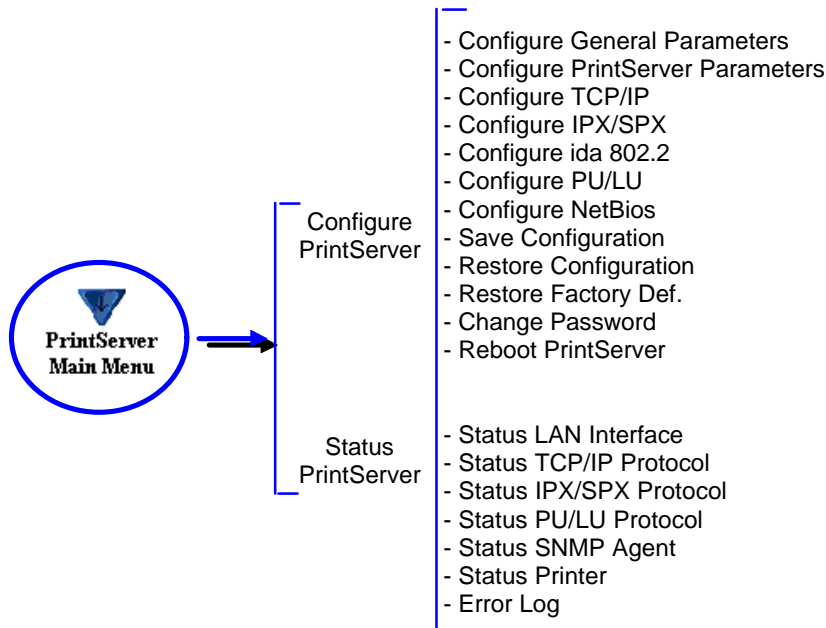 PrintServer
Main Menu
Configure
PrintServer
- Configure General Parameters
- Configure PrintServer Parameters
- Configure TCP/IP
- Configure IPX/SPX
- Configure ida 802.2
- Configure PU/LU
- Configure NetBios
- Save Configuration
- Restore Configuration
- Restore Factory Def.
- Change Password
- Reboot PrintServer
Status
PrintServer
- Status LAN Interface
- Status TCP/IP Protocol
- Status IPX/SPX Protocol
- Status PU/LU Protocol
- Status SNMP Agent
- Status Printer
- Error Log